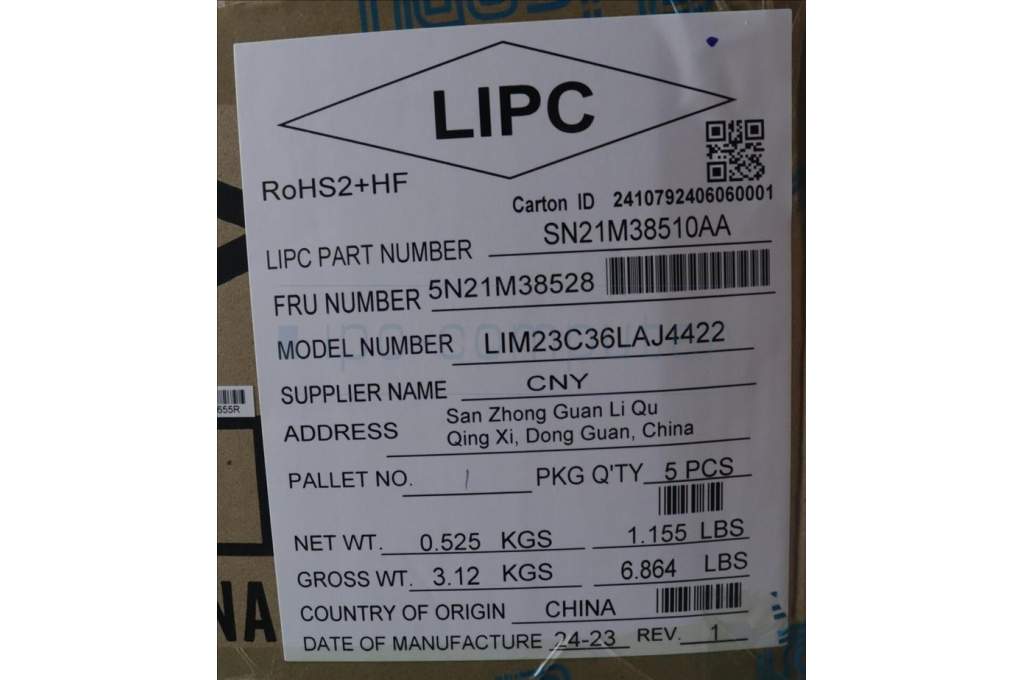 LIPC
RoHS2+HF
Carton ID 2410792406060001
LIPC PART NUMBER SN21M38510AA
FRU NUMBER 5N21M38528
MODEL NUMBER LIM23C36LAJ4422
SUPPLIER NAME CNY
ADDRESS San Zhong Guan Li Qu
Qing Xi, Dong Guan, China
PALLET NO. 1 PKG Q'TY 5 PCS
NET WT. 0.525 KGS 1.155 LBS
GROSS WT. 3.12 KGS 6.864 LBS
COUNTRY OF ORIGIN CHINA
DATE OF MANUFACTURE 24-23 REV. 1
555R
NA